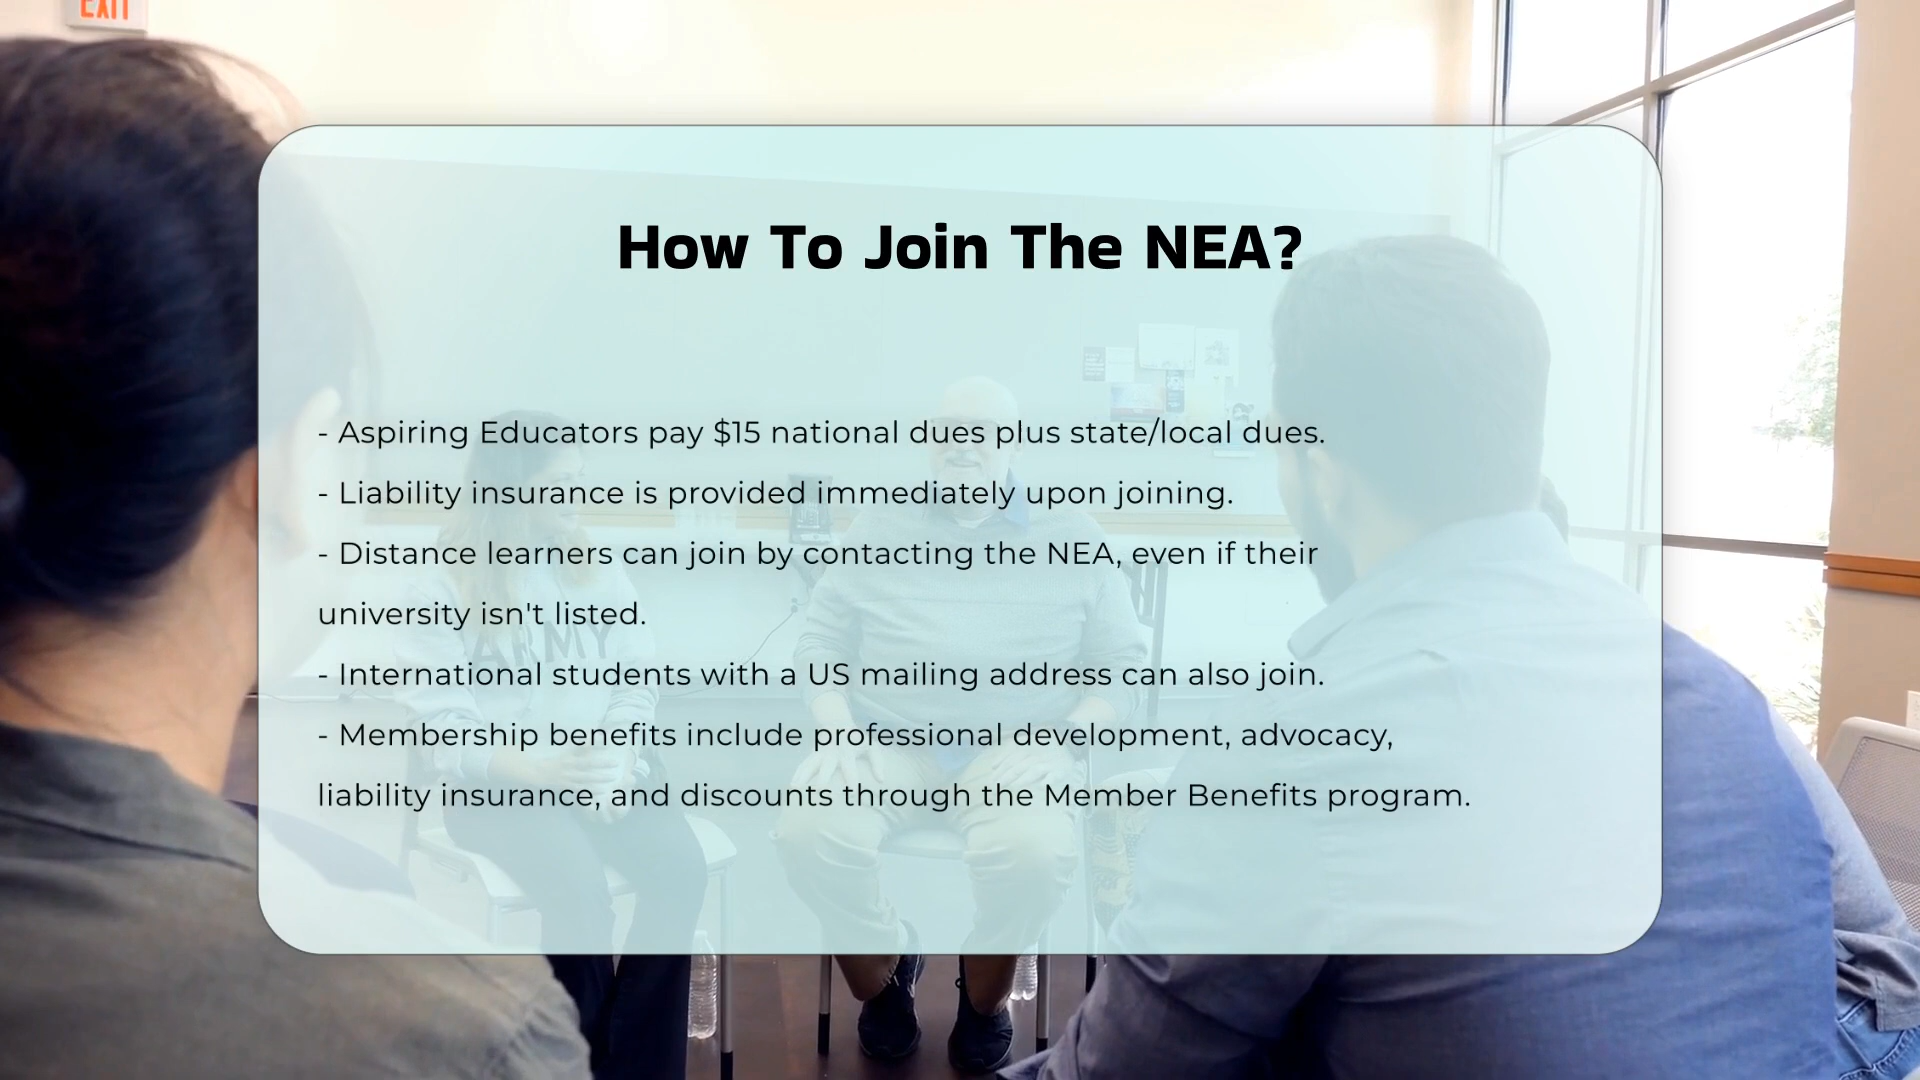 EXIT
How To Join The NEA?
- Aspiring Educators pay $15 national dues plus state/local dues.
- Liability insurance is provided immediately upon joining.
- Distance learners can join by contacting the NEA, even if their
university isn't listed.
ARMY
- International students with a US mailing address can also join.
- Membership benefits include professional development, advocacy,
liability insurance, and discounts through the Member Benefits program.